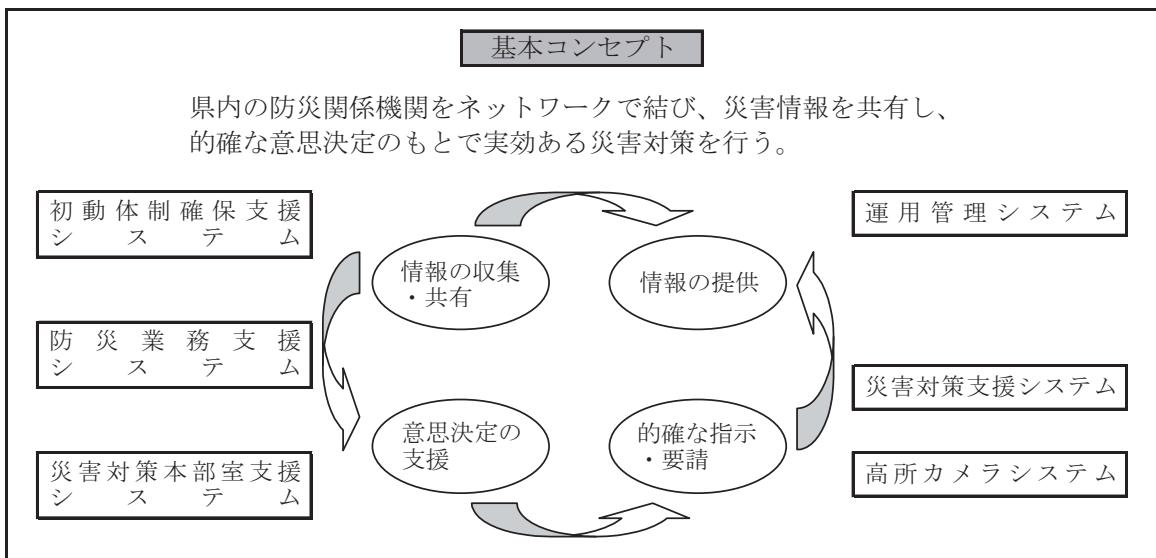 基本コンセプト
県内の防災関係機関をネットワークで結び、災害情報を共有し、
的確な意思決定のもとで実効ある災害対策を行う。
初動体制確保支援
システム
防災業務支援
システム
災害対策本部室支援
システム
情報の収集
・共有
情報の提供
意思決定の
支援
的確な指示
・要請
運用管理システム
災害対策支援システム
高所カメラシステム